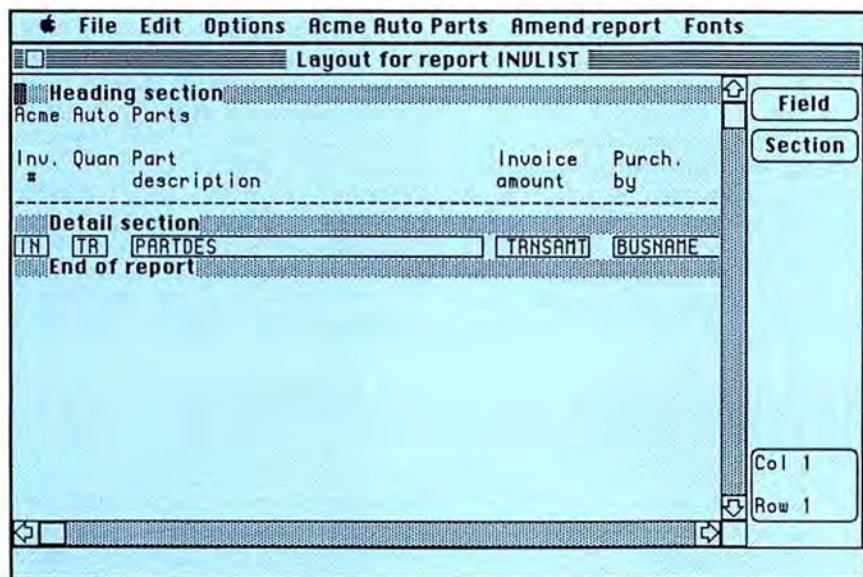 File Edit Options Acme Auto Parts Amend report Fonts
Layout for report INVLIST
Heading section
Acme Auto Parts
Inv. Quan Part Invoice Purch.
# description amount by
Detail section
IN TR PARTDES TRNSAMT BUSNAME
End of report
Field
Section
Col 1
Row 1